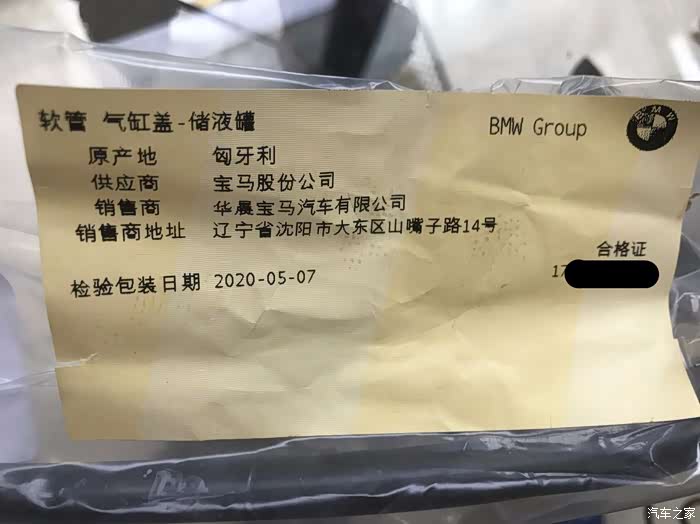 软管 气缸盖-储液罐
BMW Group
BMW
原产地 匈牙利
供应商 宝马股份公司
销售商 华晨宝马汽车有限公司
销售商地址 辽宁省沈阳市大东区山嘴子路14号
合格证
17
检验包装日期 2020-05-07
汽车之家